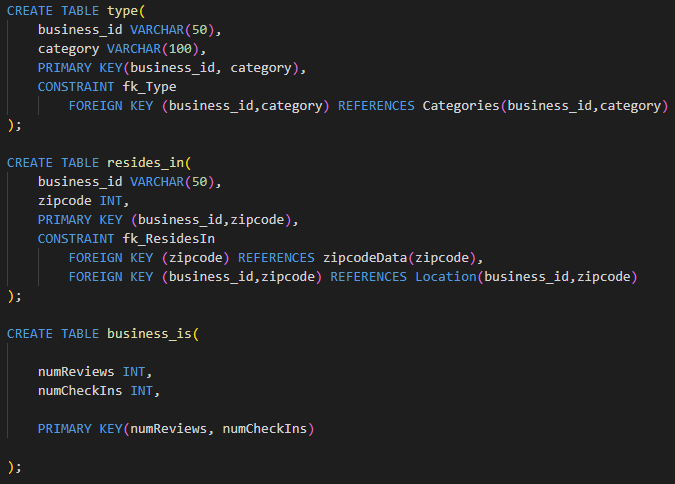 CREATE TABLE type(
business_id VARCHAR(50),
category VARCHAR(100),
PRIMARY KEY(business_id, category),
CONSTRAINT fk_Type
FOREIGN KEY (business_id,category) REFERENCES Categories(business_id,category)
);
CREATE TABLE resides_in(
business_id VARCHAR(50),
zipcode INT,
PRIMARY KEY (business_id,zipcode),
CONSTRAINT fk_ResidesIn
FOREIGN KEY (zipcode) REFERENCES zipcodeData(zipcode),
FOREIGN KEY (business_id,zipcode) REFERENCES Location(business_id,zipcode)
);
CREATE TABLE business_is(
numReviews INT,
numCheckIns INT,
PRIMARY KEY(numReviews, numCheckIns)
);